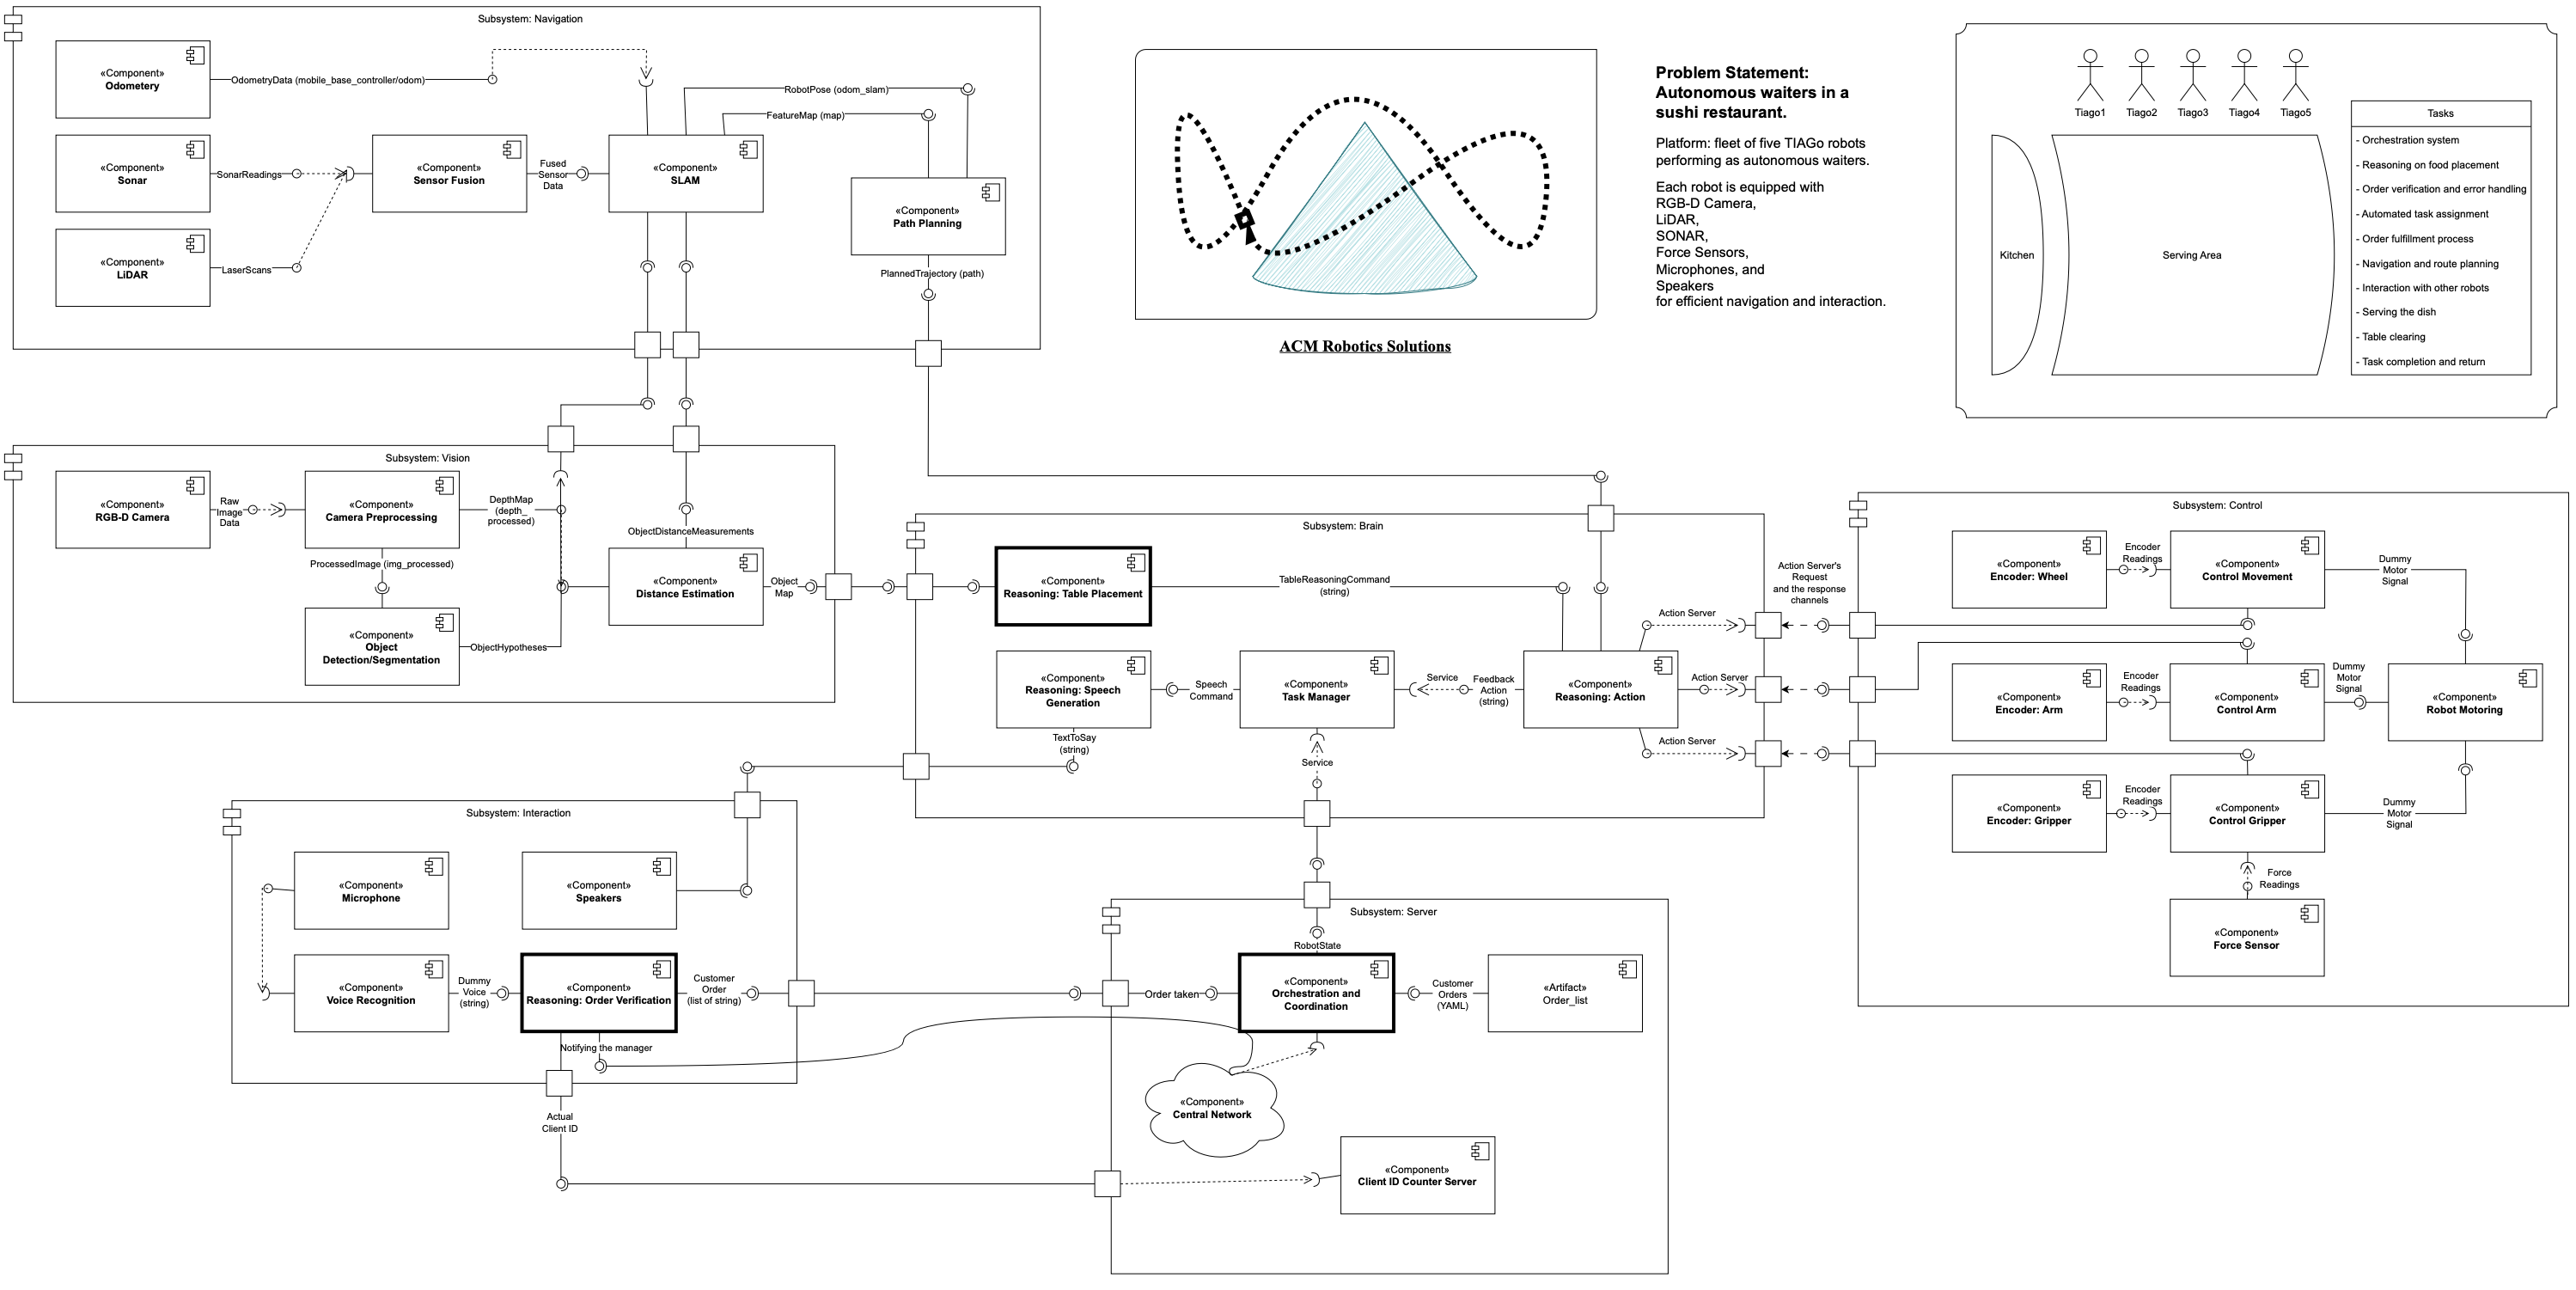 Subsystem: Navigation
«Component»
Odometery
OdometryData (mobile_base_controller/odom)
RobotPose (odom_slam)
FeatureMap (map)
«Component»
Sonar
SonarReadings
«Component»
Sensor Fusion
Fused
Sensor
Data
«Component»
SLAM
«Component»
Path Planning
«Component»
LiDAR
LaserScans
PlannedTrajectory (path)
ACM Robotics Solutions
Problem Statement:
Autonomous waiters in a
sushi restaurant.
Platform: fleet of five TIAGo robots
performing as autonomous waiters.
Each robot is equipped with
RGB-D Camera,
LiDAR,
SONAR,
Force Sensors,
Microphones, and
Speakers
for efficient navigation and interaction.
Tiago1
Tiago2
Tiago3
Tiago4
Tiago5
Kitchen
Serving Area
Tasks
- Orchestration system
- Reasoning on food placement
- Order verification and error handling
- Automated task assignment
- Order fulfillment process
- Navigation and route planning
- Interaction with other robots
- Serving the dish
- Table clearing
- Task completion and return
Subsystem: Vision
«Component»
RGB-D Camera
Raw
Image
Data
«Component»
Camera Preprocessing
DepthMap
(depth_
processed)
ProcessedImage (img_processed)
«Component»
Object
Detection/Segmentation
ObjectHypotheses
ObjectDistanceMeasurements
«Component»
Distance Estimation
Object
Map
Subsystem: Brain
«Component»
Reasoning: Table Placement
TableReasoningCommand
(string)
«Component»
Reasoning: Speech
Generation
Speech
Command
«Component»
Task Manager
Service
Feedback
Action
(string)
«Component»
Reasoning: Action
Action Server
Action Server
Action Server
TextToSay
(string)
Service
Action Server's
Request
and the response
channels
Subsystem: Control
«Component»
Encoder: Wheel
Encoder
Readings
«Component»
Control Movement
Dummy
Motor
Signal
«Component»
Encoder: Arm
Encoder
Readings
«Component»
Control Arm
Dummy
Motor
Signal
«Component»
Robot Motoring
«Component»
Encoder: Gripper
Encoder
Readings
«Component»
Control Gripper
Dummy
Motor
Signal
Force
Readings
«Component»
Force Sensor
Subsystem: Interaction
«Component»
Microphone
«Component»
Speakers
«Component»
Voice Recognition
Dummy
Voice
(string)
«Component»
Reasoning: Order Verification
Customer
Order
(list of string)
Notifying the manager
Actual
Client ID
Subsystem: Server
RobotState
Order taken
«Component»
Orchestration and
Coordination
Customer
Orders
(YAML)
«Artifact»
Order_list
«Component»
Central Network
«Component»
Client ID Counter Server